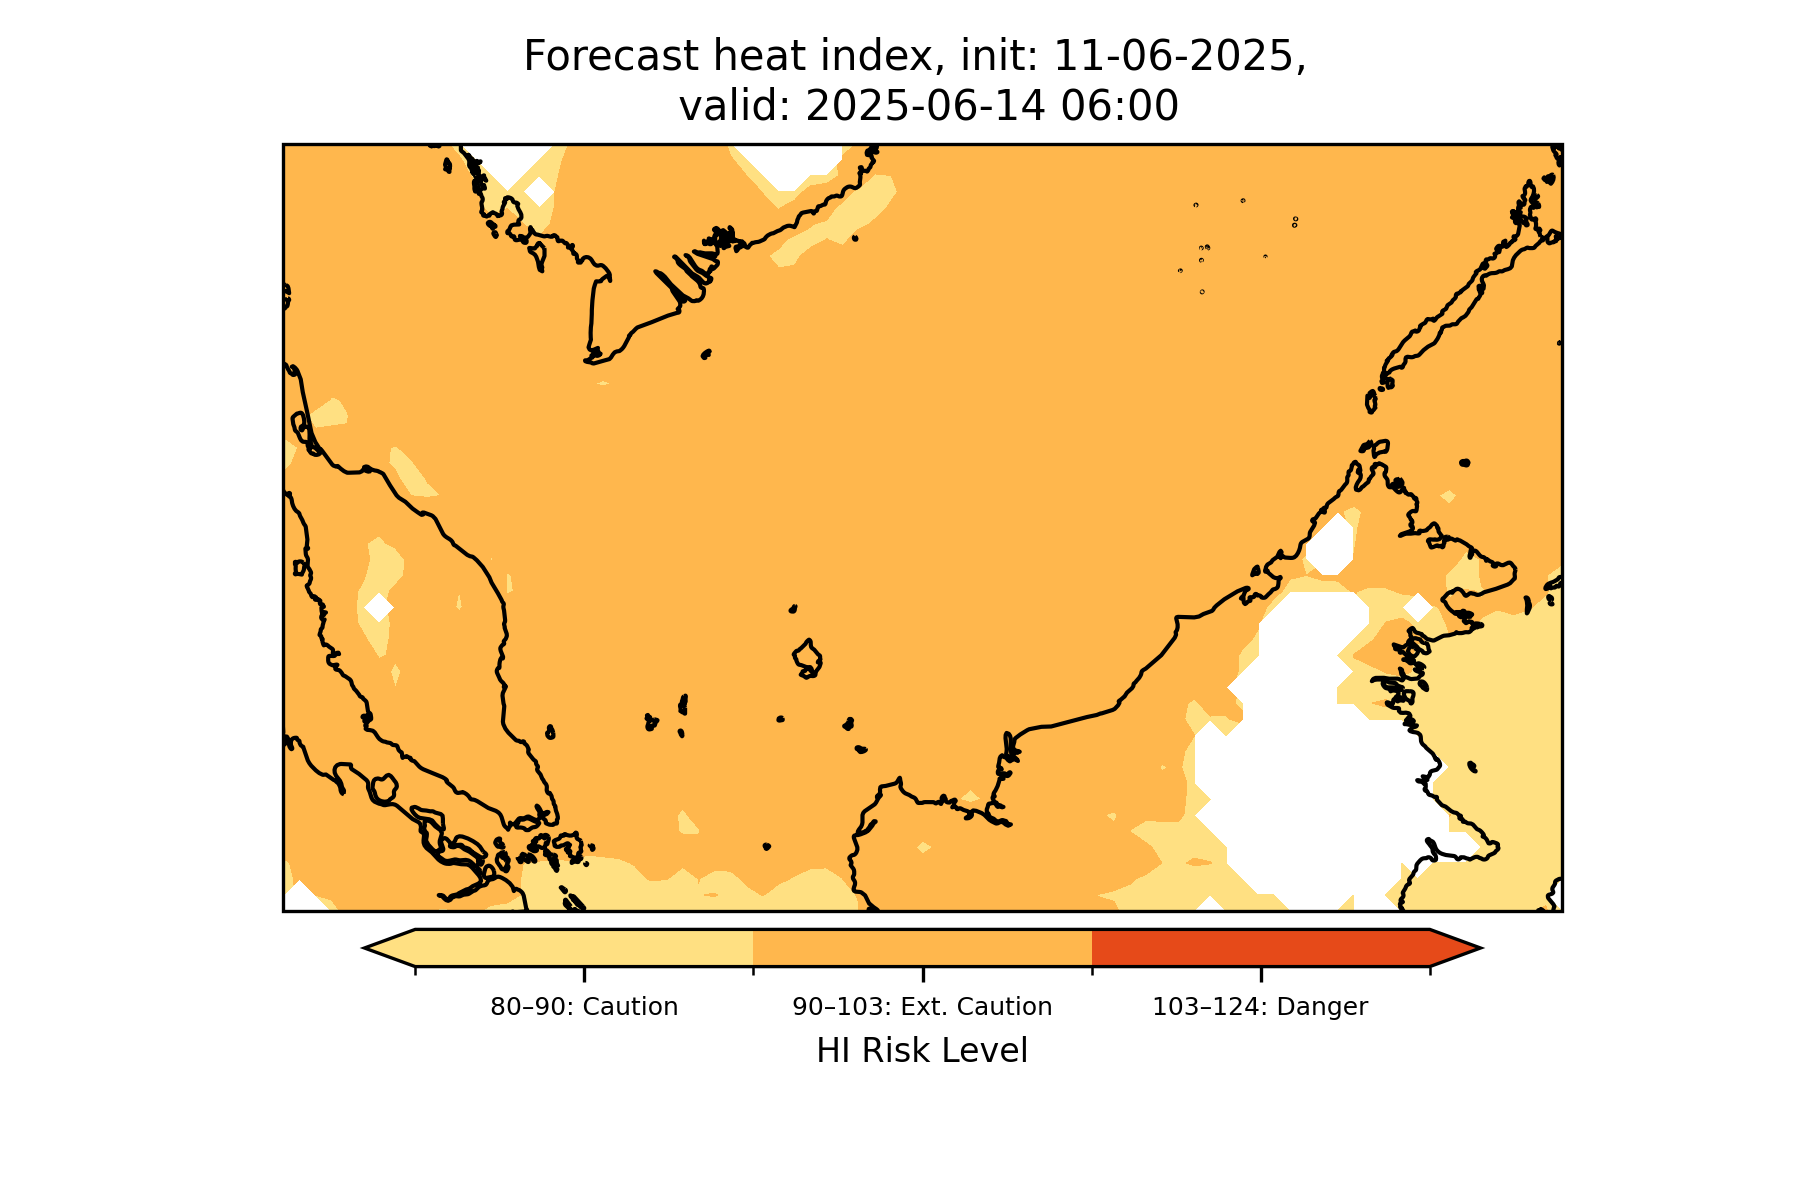 Forecast heat index, init: 11-06-2025,
valid: 2025-06-14 06:00
80–90: Caution
90–103: Ext. Caution
103–124: Danger
HI Risk Level